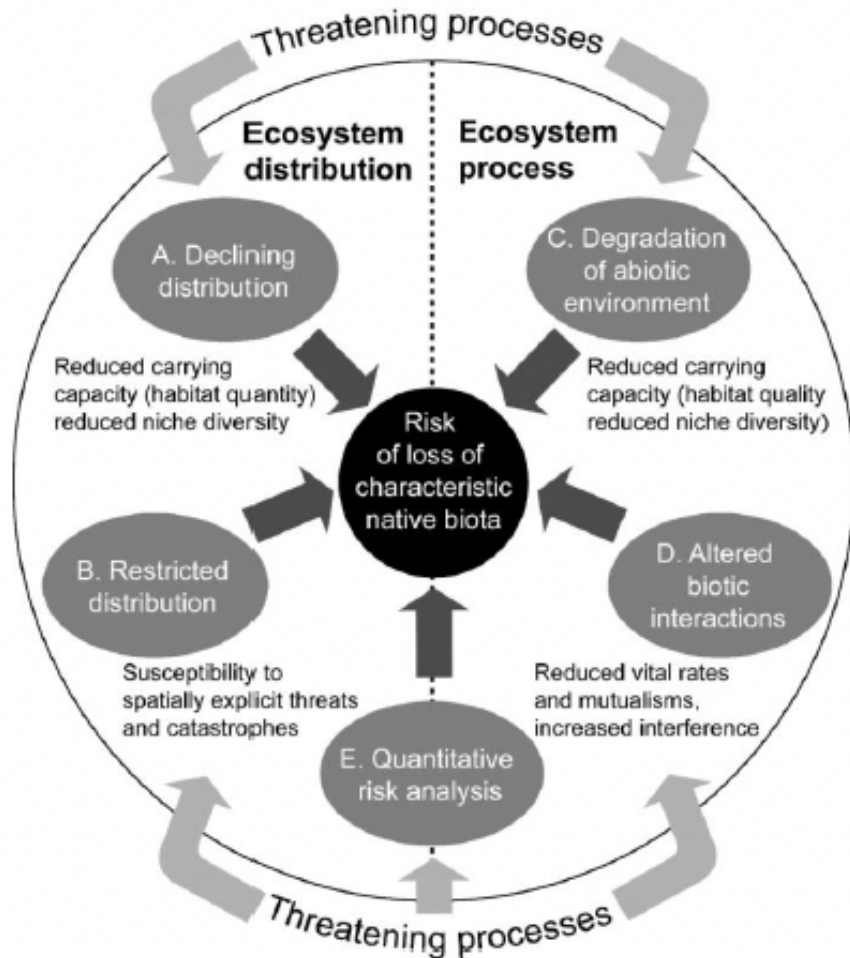 Threatening processes
Ecosystem
distribution
Ecosystem
process
A. Declining
distribution
C. Degradation
of abiotic
environment
Reduced carrying
capacity (habitat quantity)
reduced niche diversity
Reduced carrying
capacity (habitat quality
reduced niche diversity)
Risk
of loss of
characteristic
native biota
B. Restricted
distribution
D. Altered
biotic
interactions
Susceptibility to
spatially explicit threats
and catastrophes
Reduced vital rates
and mutualisms,
increased interference
E. Quantitative
risk analysis
Threatening processes